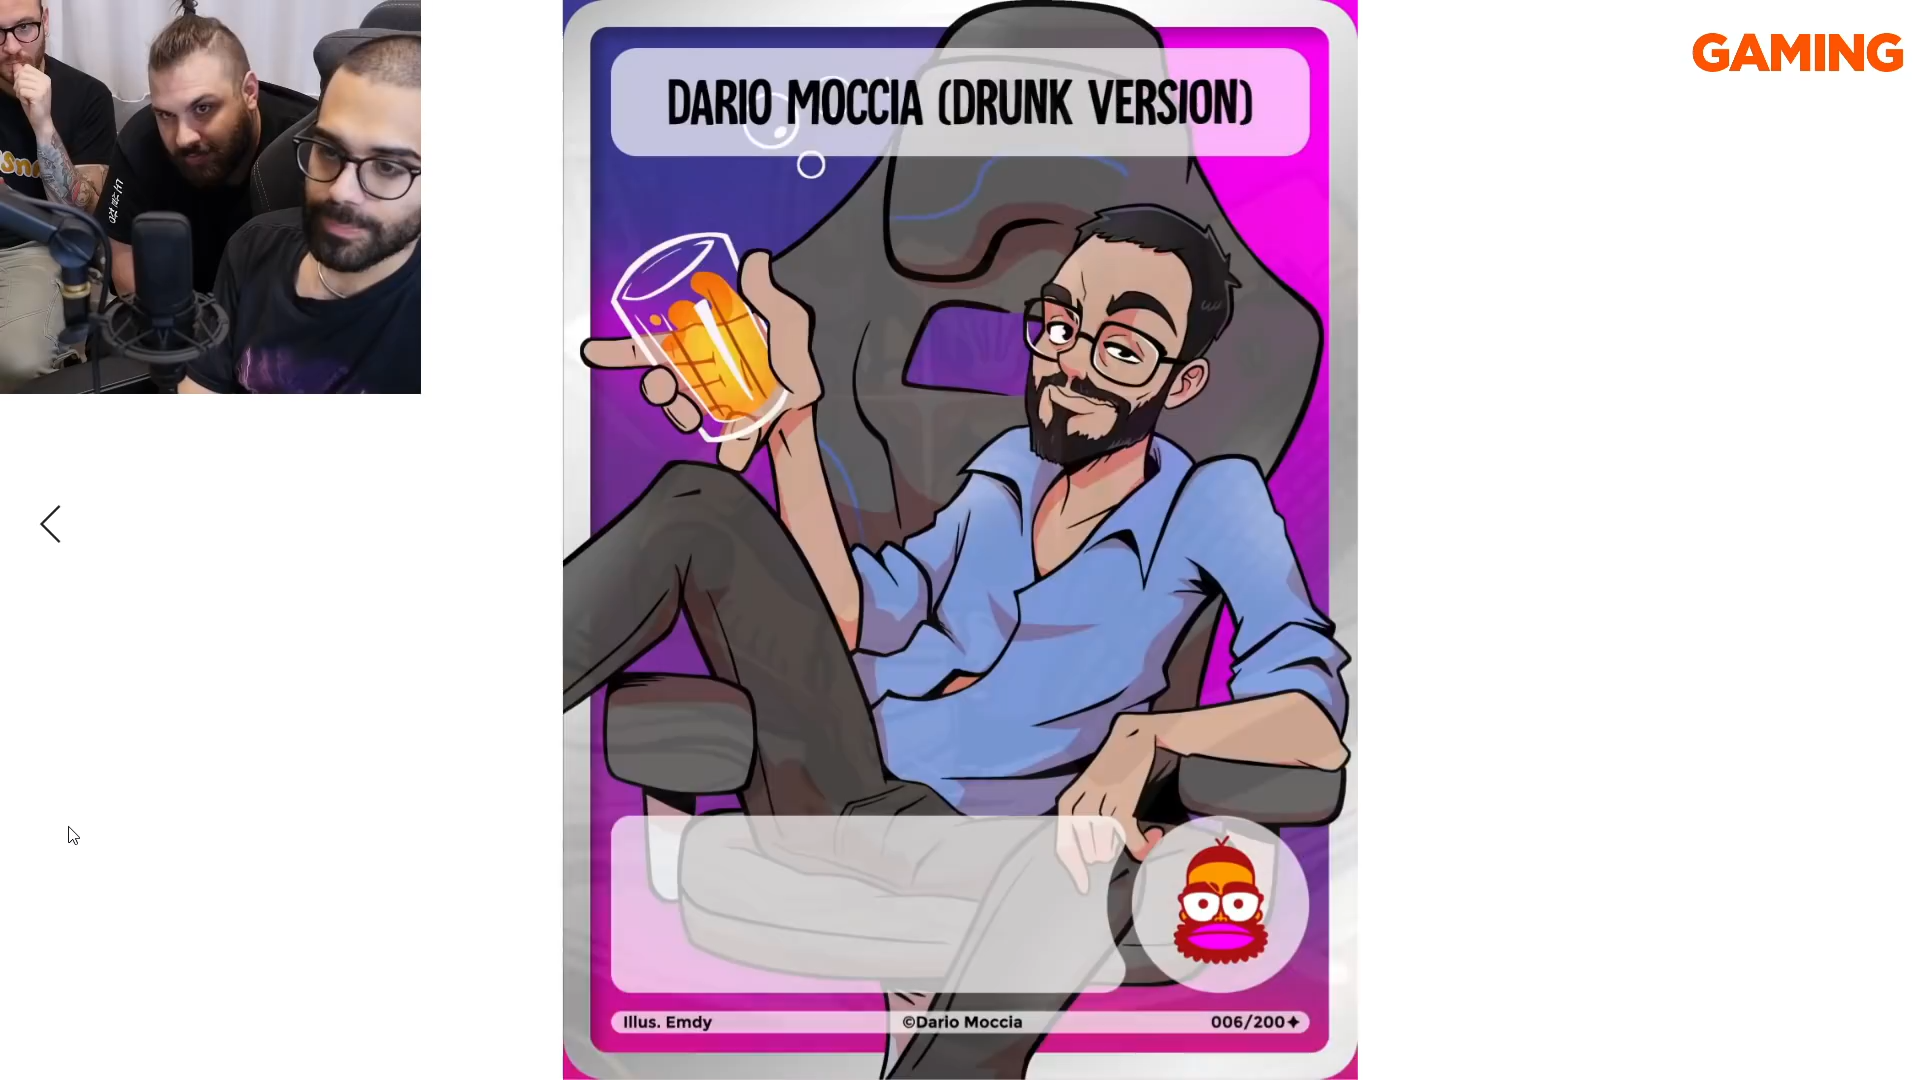 GAMING
DARIO MOCCIA (DRUNK VERSION)
Illus. Emdy
©Dario Moccia
006/200✦